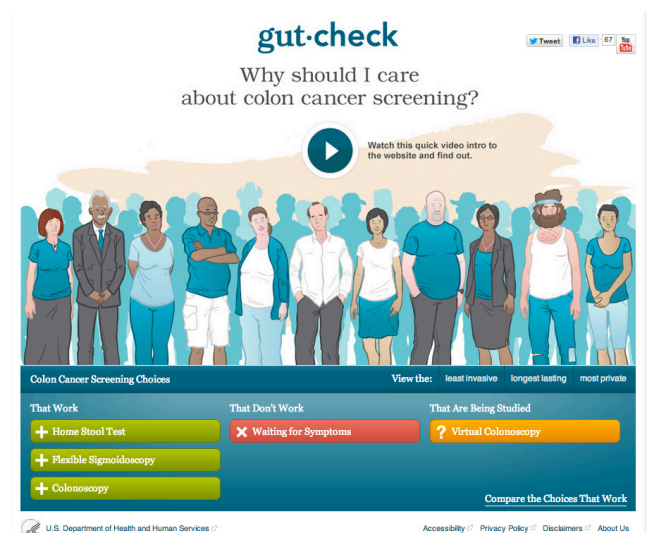 gut·check
Tweet
Like
67
You
Tube
Why should I care
about colon cancer screening?
Watch this quick video intro to
the website and find out.
Colon Cancer Screening Choices
View the: least invasive longest lasting most private
That Work
That Don't Work
That Are Being Studied
Home Stool Test
Waiting for Symptoms
? Virtual Colonoscopy
Flexible Sigmoidoscopy
Colonoscopy
Compare the Choices That Work
U.S. Department of Health and Human Services
Accessibility Privacy Policy Disclaimers About Us